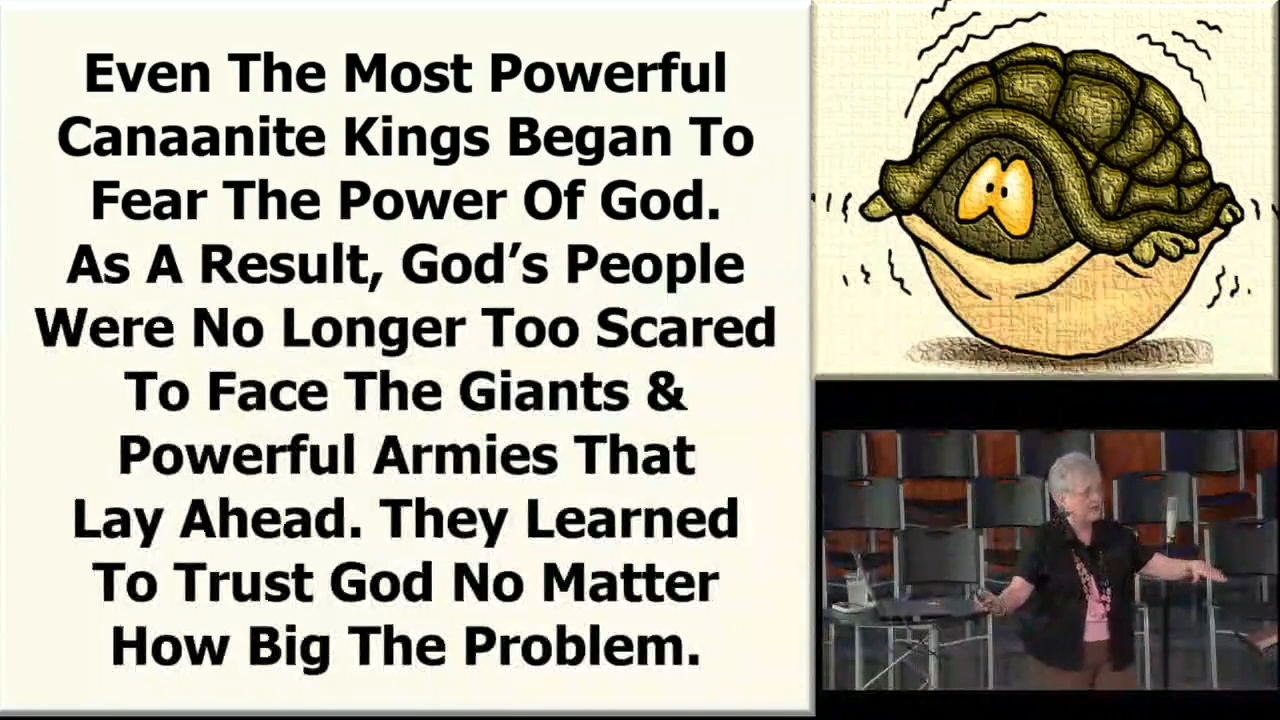 Even The Most Powerful
Canaanite Kings Began To
Fear The Power Of God.
As A Result, God’s People
Were No Longer Too Scared
To Face The Giants &
Powerful Armies That
Lay Ahead. They Learned
To Trust God No Matter
How Big The Problem.